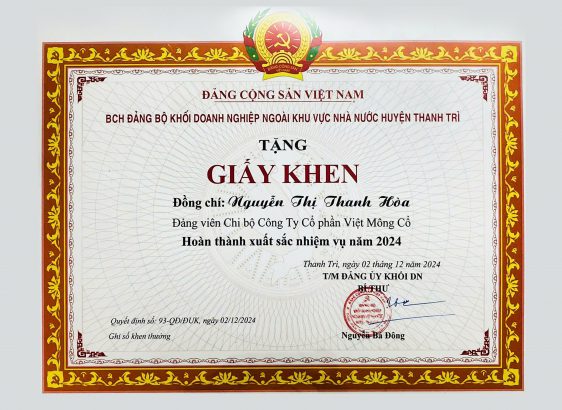 ĐẢNG CỘNG SẢN VIỆT NAM
BCH ĐẢNG BỘ KHỐI DOANH NGHIỆP NGOÀI KHU VỰC NHÀ NƯỚC HUYỆN THANH TRÌ
TẶNG
GIẤY KHEN
Đồng chí: Nguyễn Thị Thanh Hòa
Đảng viên Chi bộ Công Ty Cổ phần Việt Mông Cổ
Hoàn thành xuất sắc nhiệm vụ năm 2024
Thanh Trì, ngày 02 tháng 12 năm 2024
T/M ĐẢNG ỦY KHỐI DN
BÍ THƯ
Quyết định số: 93-QĐ/ĐUK, ngày 02/12/2024
Ghi sổ khen thưởng
Nguyễn Bá Đông